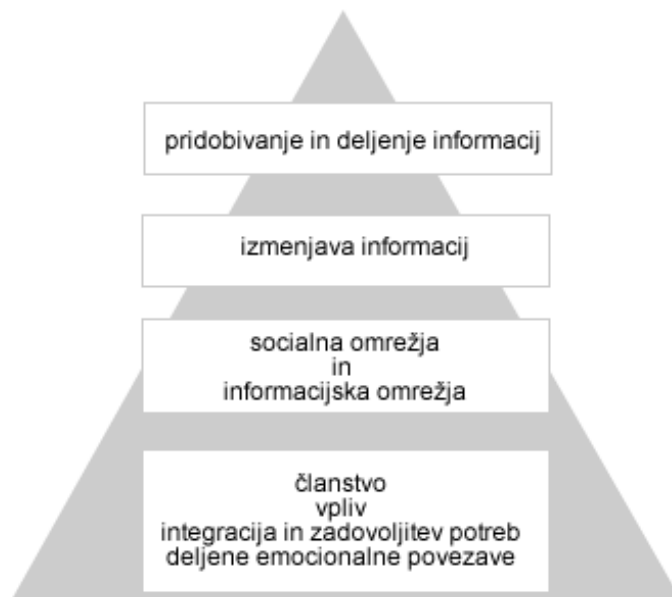 pridobivanje in deljenje informacij
izmenjava informacij
socialna omrežja
in
informacijska omrežja
članstvo
vpliv
integracija in zadovoljitev potreb
deljene emocionalne povezave